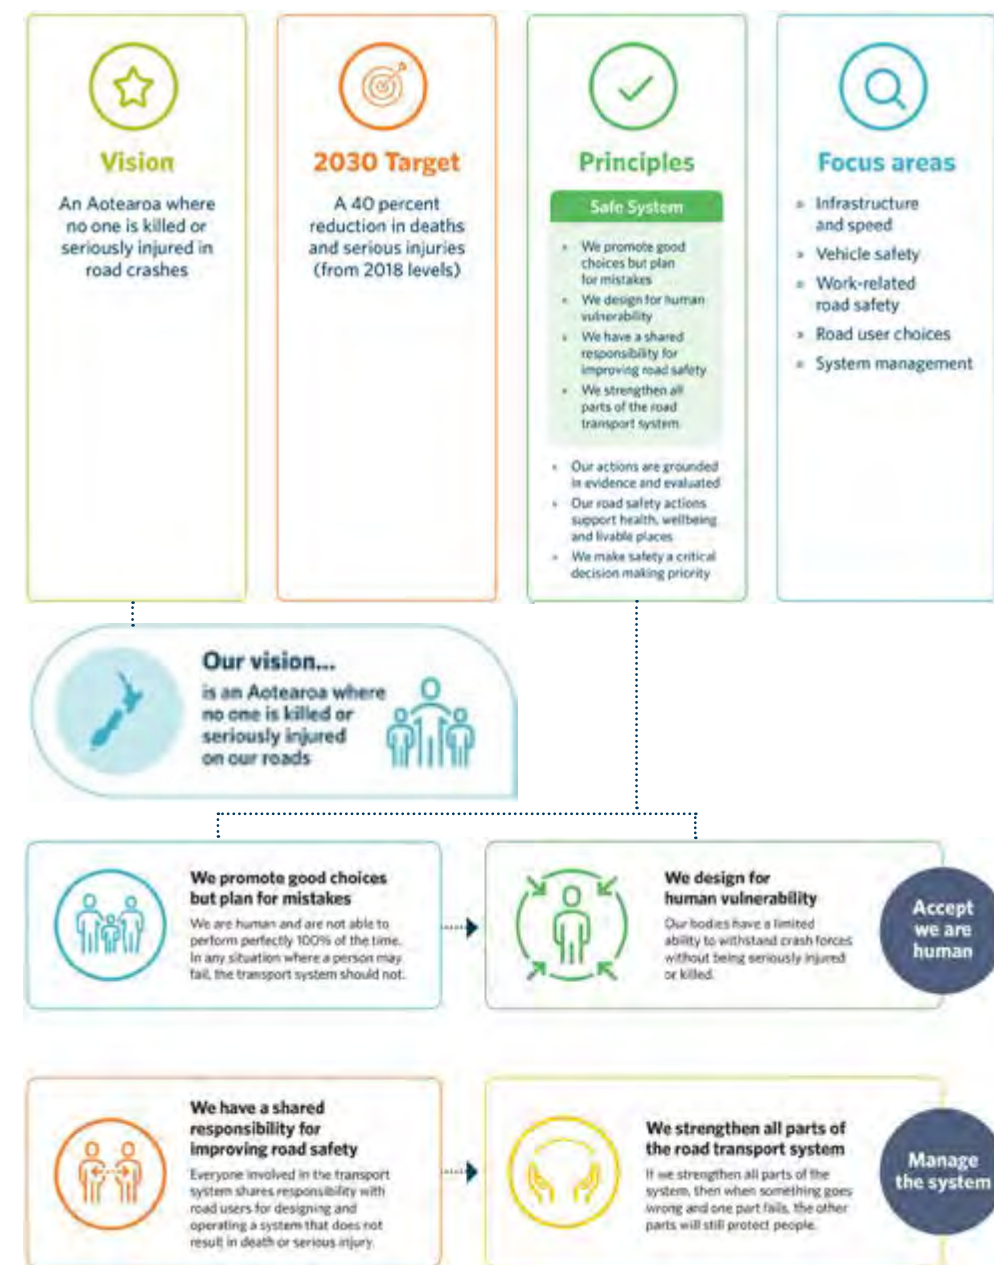 Vision
An Aotearoa where
no one is killed or
seriously injured in
road crashes
2030 Target
A 40 percent
reduction in deaths
and serious injuries
(from 2018 levels)
Principles
Safe System
» We promote good
choices but plan
for mistakes
» We design for human
vulnerability
» We have a shared
responsibility for
improving road safety
» We strengthen all
parts of the road
transport system
» Our actions are grounded
in evidence and evaluated
» Our road safety actions
support health, wellbeing
and livable places
» We make safety a critical
decision making priority
Focus areas
» Infrastructure
and speed
» Vehicle safety
» Work-related
road safety
» Road user choices
» System management
Our vision...
is an Aotearoa where
no one is killed or
seriously injured
on our roads
We promote good choices
but plan for mistakes
We are human and are not able to
perform perfectly 100% of the time.
In any situation where a person may
fail, the transport system should not.
We design for
human vulnerability
Our bodies have a limited
ability to withstand crash forces
without being seriously injured
or killed.
Accept
we are
human
We have a shared
responsibility for
improving road safety
Everyone involved in the transport
system shares responsibility with
road users for designing and
operating a system that does not
result in death or serious injury.
We strengthen all parts of
the road transport system
If we strengthen all parts of the
system, then when something goes
wrong and one part fails, the other
parts will still protect people.
Manage
the system